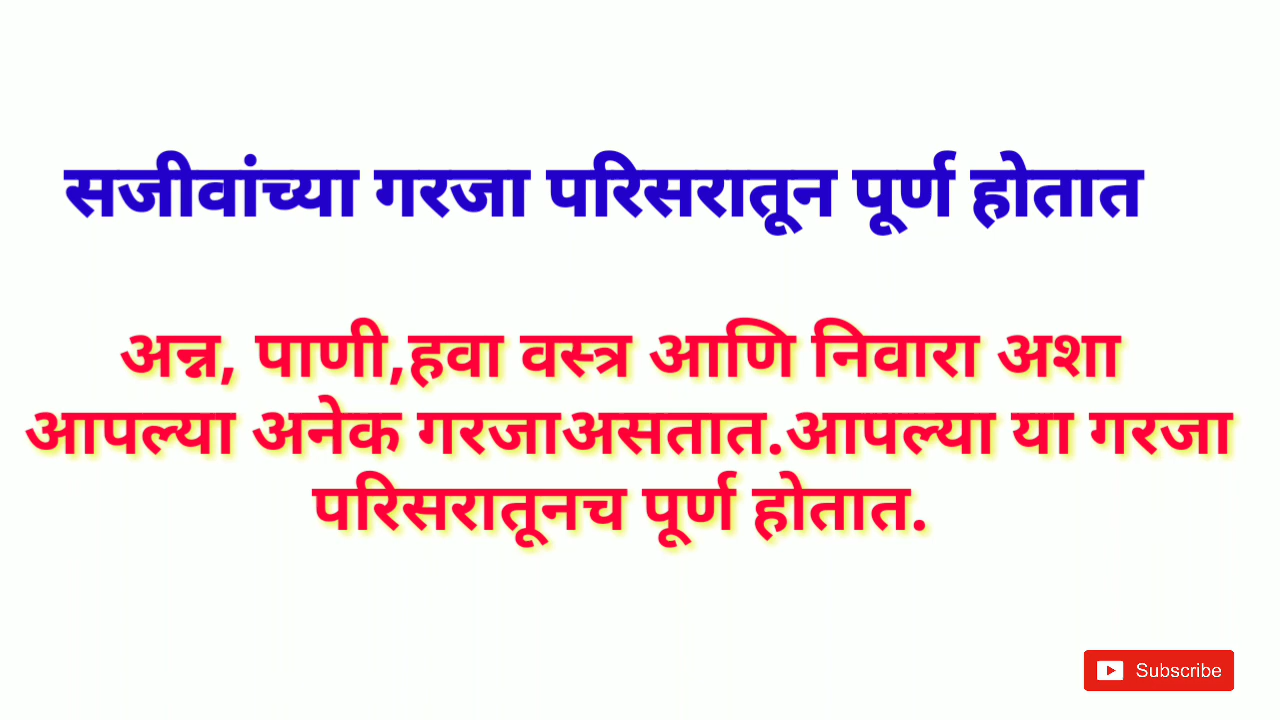 सजीवांच्या गरजा परिसरातून पूर्ण होतात
अन्न, पाणी,हवा वस्त्र आणि निवारा अशा
आपल्या अनेक गरजाअसतात.आपल्या या गरजा
परिसरातूनच पूर्ण होतात.
Subscribe